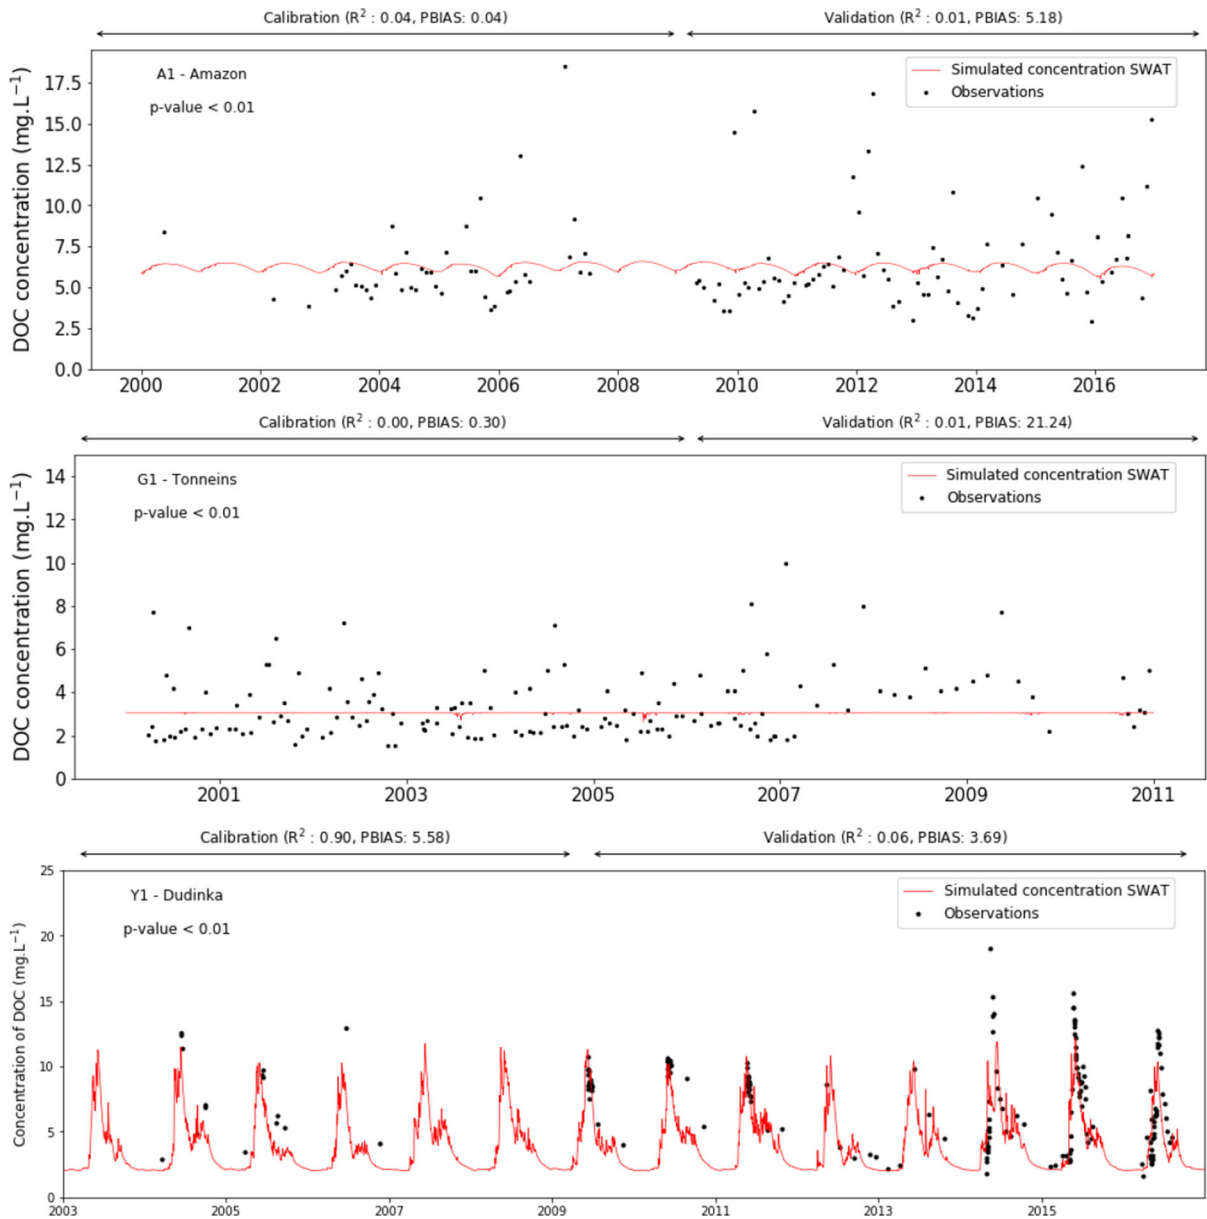 Calibration (R² : 0.04, PBIAS: 0.04)
Validation (R² : 0.01, PBIAS: 5.18)
A1 - Amazon
p-value < 0.01
Simulated concentration SWAT
Observations
DOC concentration (mg.L⁻¹)
17.5
15.0
12.5
10.0
7.5
5.0
2.5
0.0
2000 2002 2004 2006 2008 2010 2012 2014 2016
Calibration (R² : 0.00, PBIAS: 0.30)
Validation (R² : 0.01, PBIAS: 21.24)
G1 - Tonneins
p-value < 0.01
Simulated concentration SWAT
Observations
DOC concentration (mg.L⁻¹)
14
12
10
8
6
4
2
0
2001 2003 2005 2007 2009 2011
Calibration (R² : 0.90, PBIAS: 5.58)
Validation (R² : 0.06, PBIAS: 3.69)
Y1 - Dudinka
p-value < 0.01
Simulated concentration SWAT
Observations
Concentration of DOC (mg.L⁻¹)
25
20
15
10
5
0
2003 2005 2007 2009 2011 2013 2015